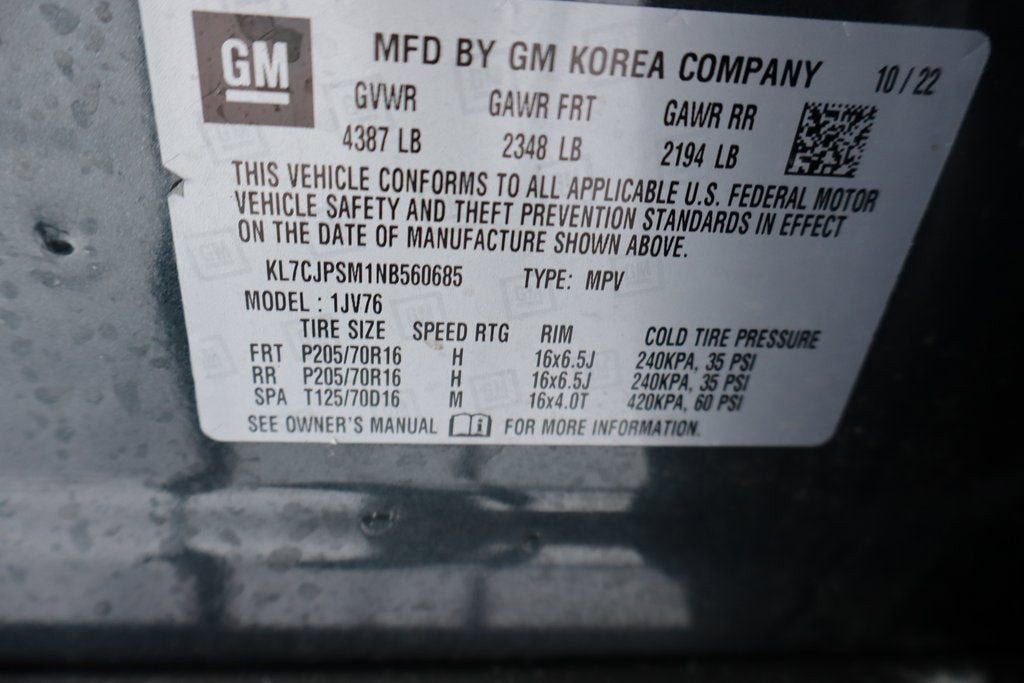 GM
MFD BY GM KOREA COMPANY 10/22
GVWR GAWR FRT GAWR RR
4387 LB 2348 LB 2194 LB
THIS VEHICLE CONFORMS TO ALL APPLICABLE U.S. FEDERAL MOTOR
VEHICLE SAFETY AND THEFT PREVENTION STANDARDS IN EFFECT
ON THE DATE OF MANUFACTURE SHOWN ABOVE.
KL7CJPSM1NB560685 TYPE: MPV
MODEL : 1JV76
TIRE SIZE SPEED RTG RIM COLD TIRE PRESSURE
FRT P205/70R16 H 16x6.5J 240KPA, 35 PSI
RR P205/70R16 H 16x6.5J 240KPA, 35 PSI
SPA T125/70D16 M 16x4.0T 420KPA, 60 PSI
SEE OWNER'S MANUAL i FOR MORE INFORMATION.